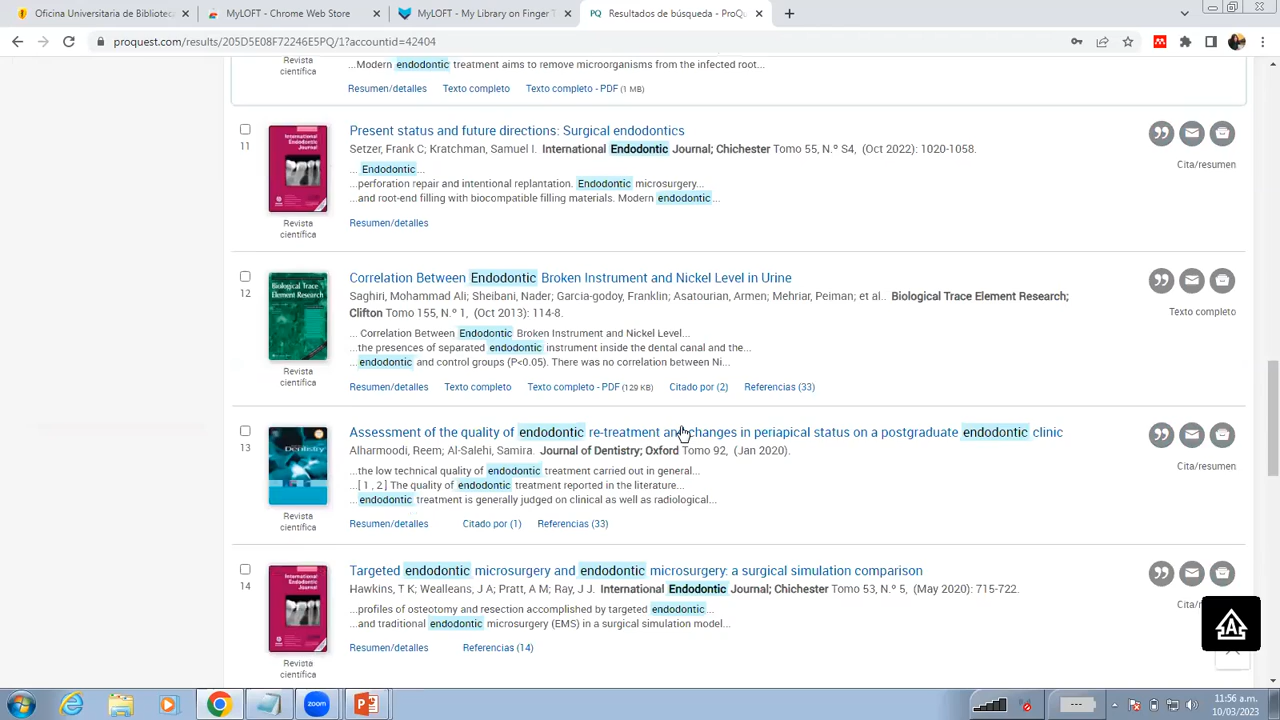 Oficina Universitaria de Bibliotec
MyLOFT - Chrome Web Store
MyLOFT - My Library on Finger T
PQ
Resultados de búsqueda - ProQu
proquest.com/results/205D5E08F72246E5PQ/1?accountid=42404
Revista
científica
...Modern endodontic treatment aims to remove microorganisms from the infected root...
Resumen/detalles Texto completo Texto completo - PDF (1 MB)
11
Present status and future directions. Surgical endodontics
Setzer, Frank C; Kratchman, Samuel I. International Endodontic Journal; Chichester Tomo 55, N.º S4, (Oct 2022): 1020-1058.
... Endodontic...
...perforation repair and intentional replantation. Endodontic microsurgery...
...and root-end filling with biocompatible filling materials. Modern endodontic...
Resumen/detalles
Cita/resumen
Revista
científica
12
Correlation Between Endodontic Broken Instrument and Nickel Level in Urine
Saghiri, Mohammad Ali; Sheibani, Nader; Garcia-godoy, Franklin; Asatourian, Armen; Mehriar, Peiman; et al.. Biological Trace Element Research;
Clifton Tomo 155, N.º 1, (Oct 2013): 114-8.
...Correlation Between Endodontic Broken Instrument and Nickel Level...
...the presences of separated endodontic instrument inside the dental canal and the...
...endodontic and control groups (P<0.05). There was no correlation between Ni...
Resumen/detalles Texto completo Texto completo - PDF (129 KB) Citado por (2) Referencias (33)
Texto completo
Biological Trace
Element Research
Revista
científica
13
Assessment of the quality of endodontic re-treatment and changes in periapical status on a postgraduate endodontic clinic
Alharmoodi, Reem; Al-Salehi, Samira. Journal of Dentistry; Oxford Tomo 92, (Jan 2020).
...the low technical quality of endodontic treatment carried out in general...
...[ 1 , 2 ] The quality of endodontic treatment reported in the literature...
...endodontic treatment is generally judged on clinical as well as radiological...
Resumen/detalles Citado por (1) Referencias (33)
Cita/resumen
Dentistry
Revista
científica
14
Targeted endodontic microsurgery and endodontic microsurgery: a surgical simulation comparison
Hawkins, T K; Wealleans, J A; Pratt, A M; Ray, J J. International Endodontic Journal; Chichester Tomo 53, N.º 5, (May 2020): 715-722.
...profiles of osteotomy and resection accomplished by targeted endodontic...
...and traditional endodontic microsurgery (EMS) in a surgical simulation model...
Resumen/detalles Referencias (14)
Revista
científica
A
zoom
11:56 a.m.
10/03/2023